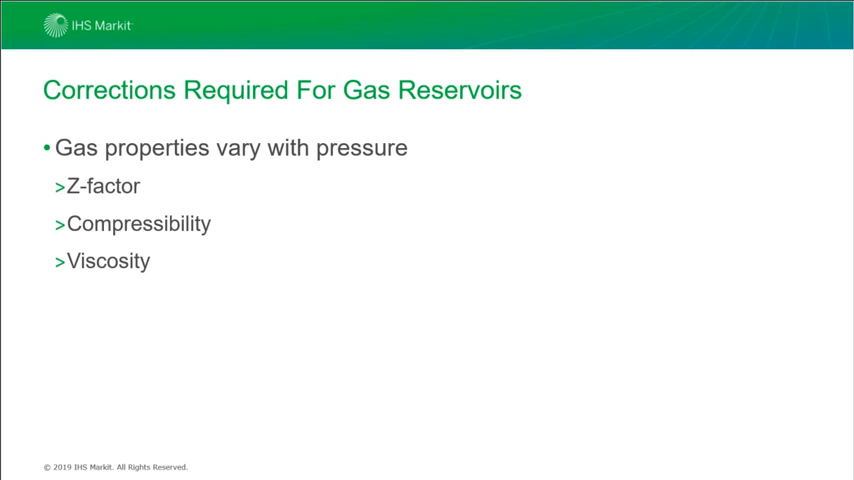 IHS Markit
Corrections Required For Gas Reservoirs
• Gas properties vary with pressure
>Z-factor
>Compressibility
>Viscosity
© 2019 IHS Markit. All Rights Reserved.